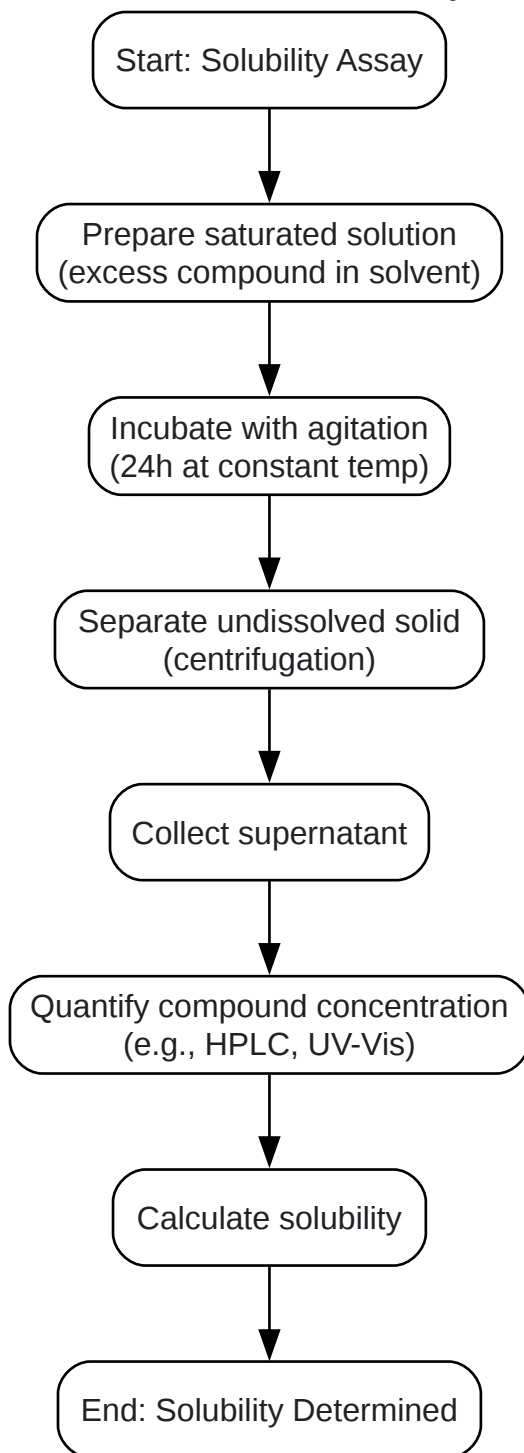 Start: Solubility Assay
Prepare saturated solution
(excess compound in solvent)
Incubate with agitation
(24h at constant temp)
Separate undissolved solid
(centrifugation)
Collect supernatant
Quantify compound concentration
(e.g., HPLC, UV-Vis)
Calculate solubility
End: Solubility Determined